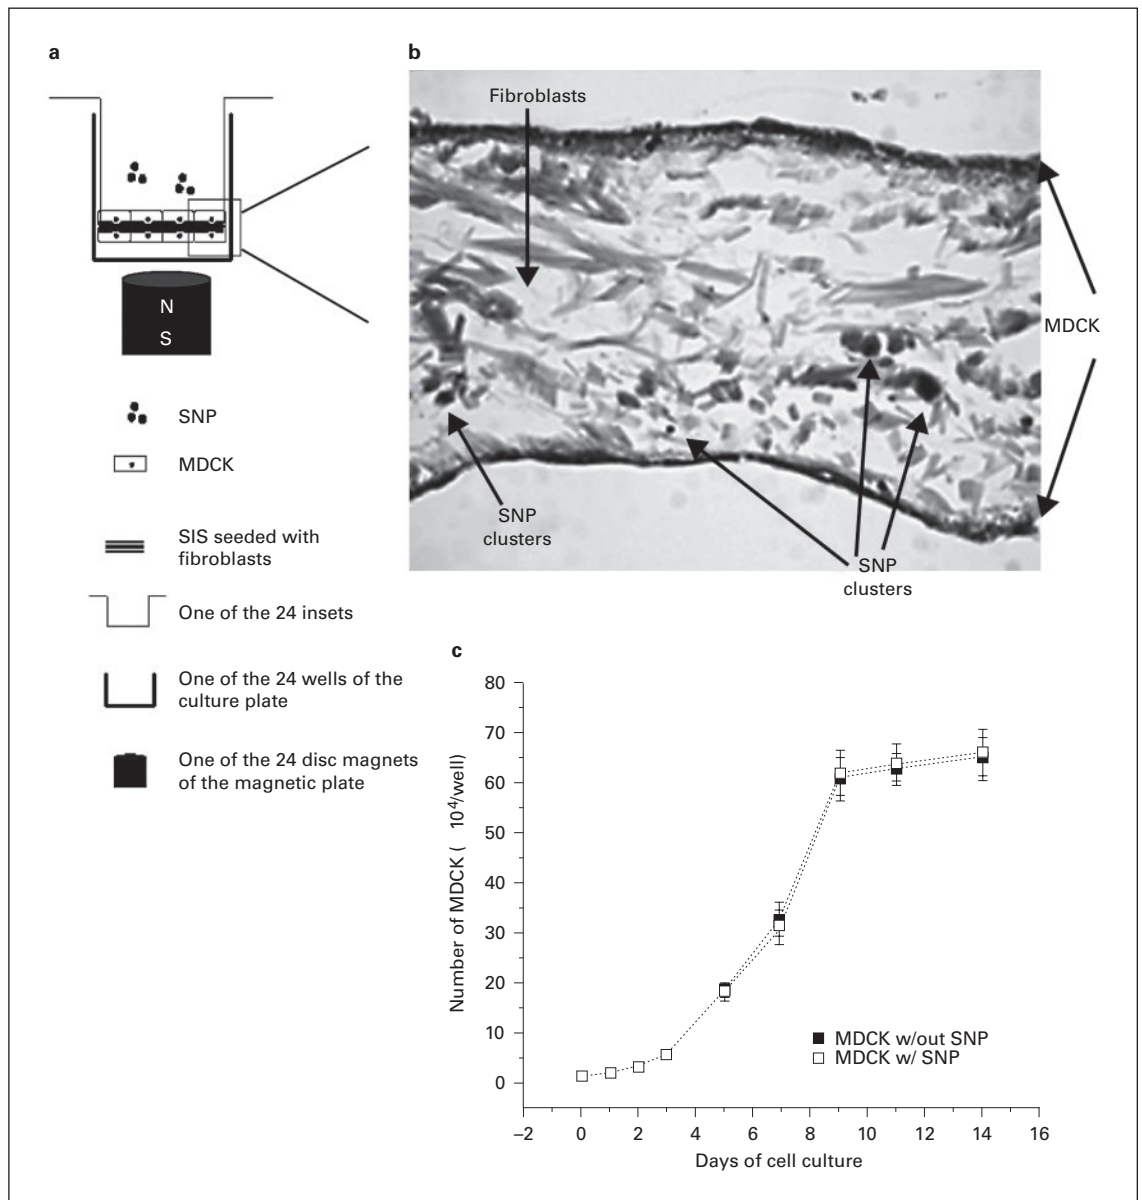 a
N
S
SNP
MDCK
SIS seeded with
fibroblasts
One of the 24 insets
One of the 24 wells of the
culture plate
One of the 24 disc magnets
of the magnetic plate
b
Fibroblasts
MDCK
SNP
clusters
SNP
clusters
c
Number of MDCK ( 10⁴/well)
80
70
60
50
40
30
20
10
0
MDCK w/out SNP
MDCK w/ SNP
–2 0 2 4 6 8 10 12 14 16
Days of cell culture